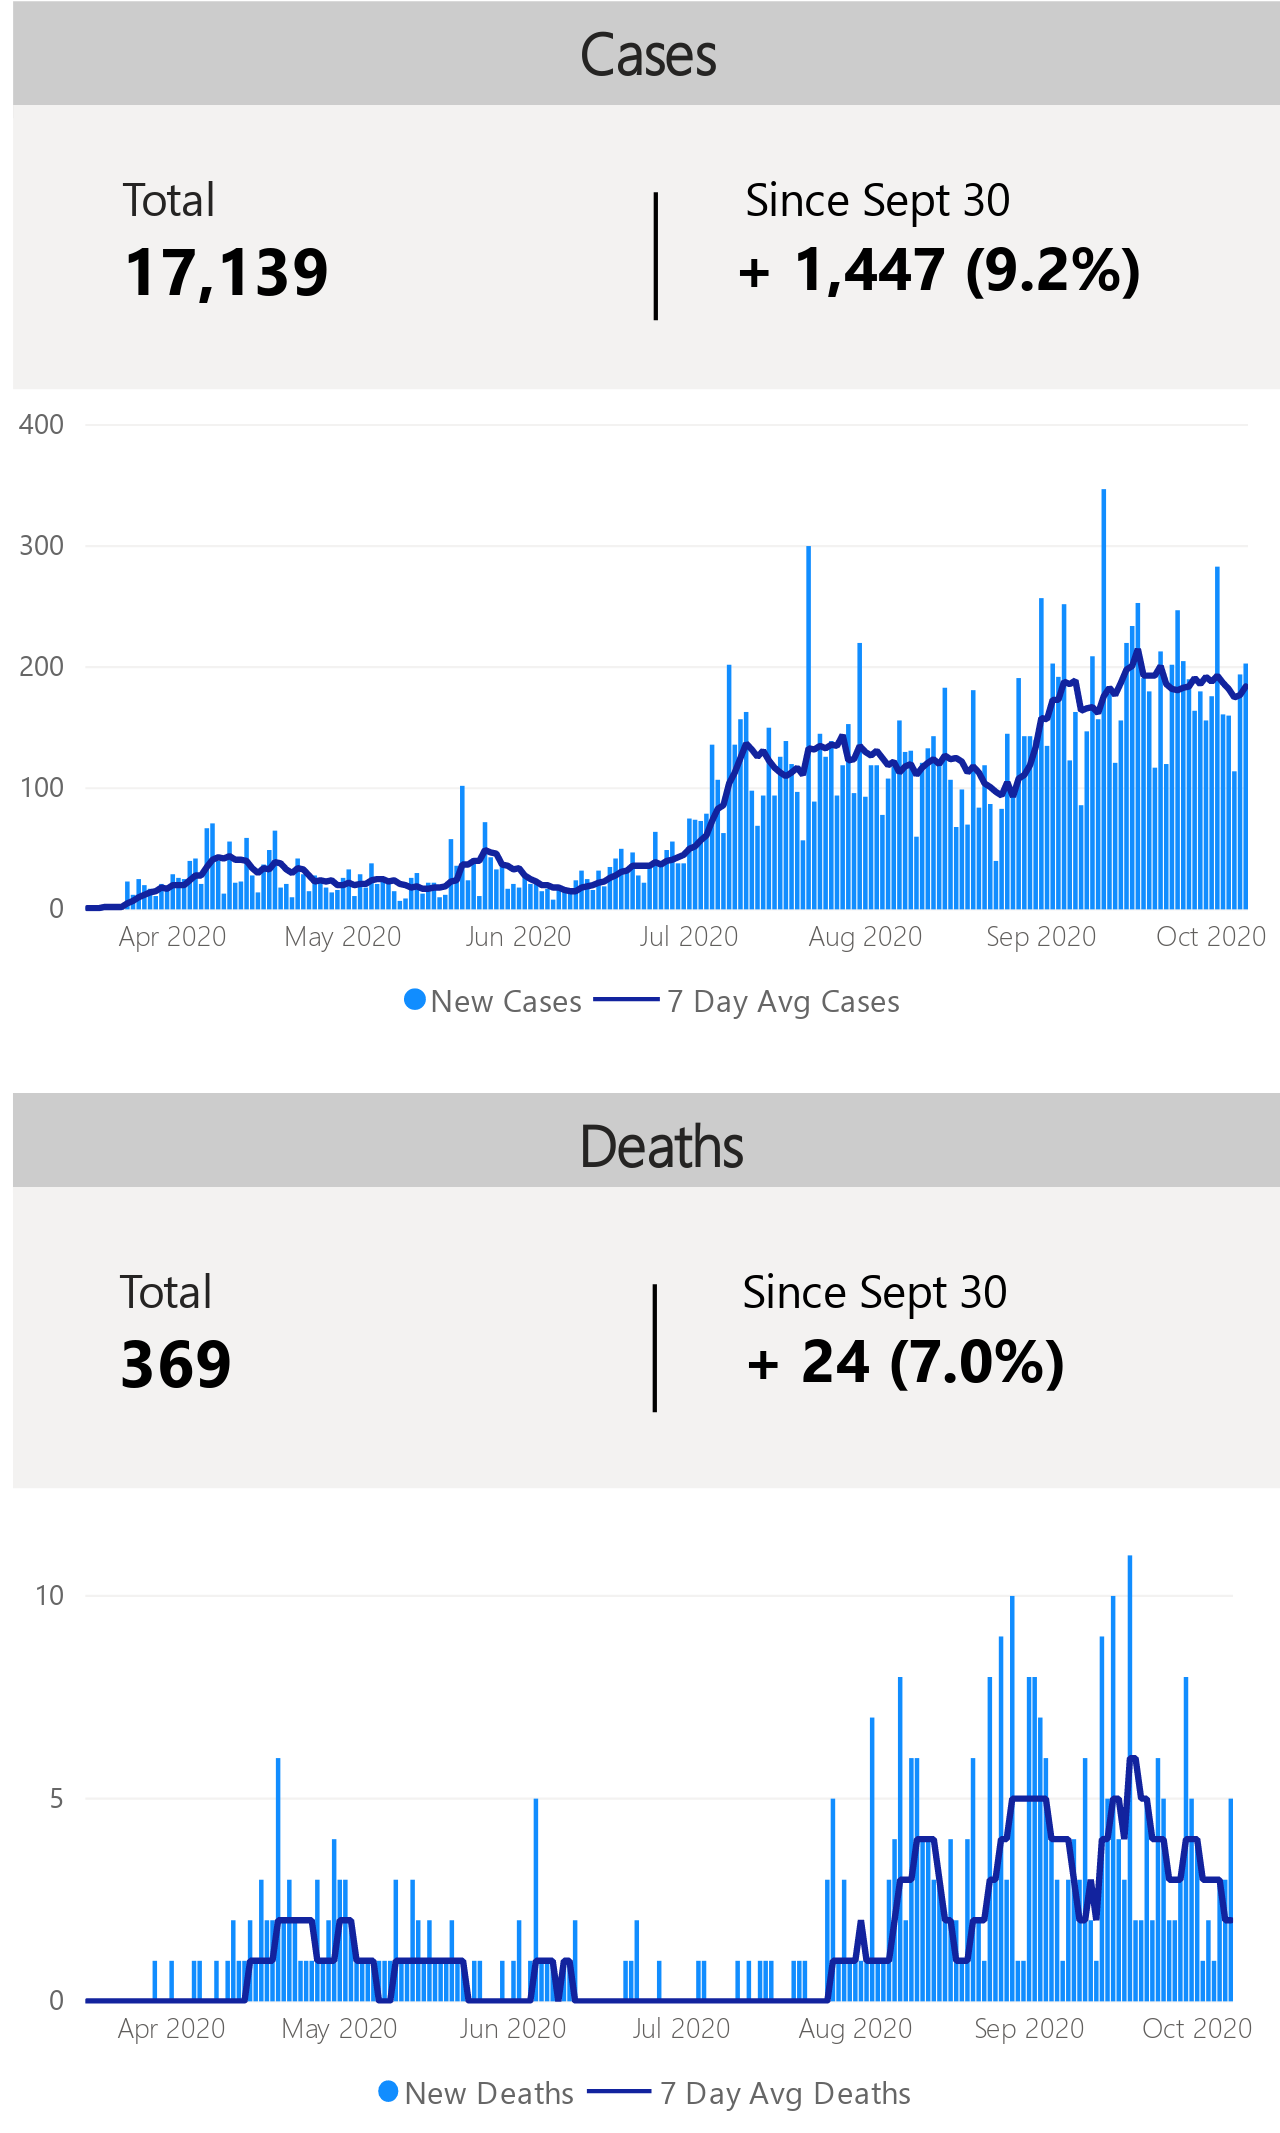 Cases
Total
Since Sept 30
17,139
+ 1,447 (9.2%)
400
300
200
100
0
Apr 2020 May 2020 Jun 2020 Jul 2020 Aug 2020 Sep 2020 Oct 2020
New Cases 7 Day Avg Cases
Deaths
Total
Since Sept 30
369
+ 24 (7.0%)
10
5
0
Apr 2020 May 2020 Jun 2020 Jul 2020 Aug 2020 Sep 2020 Oct 2020
New Deaths 7 Day Avg Deaths